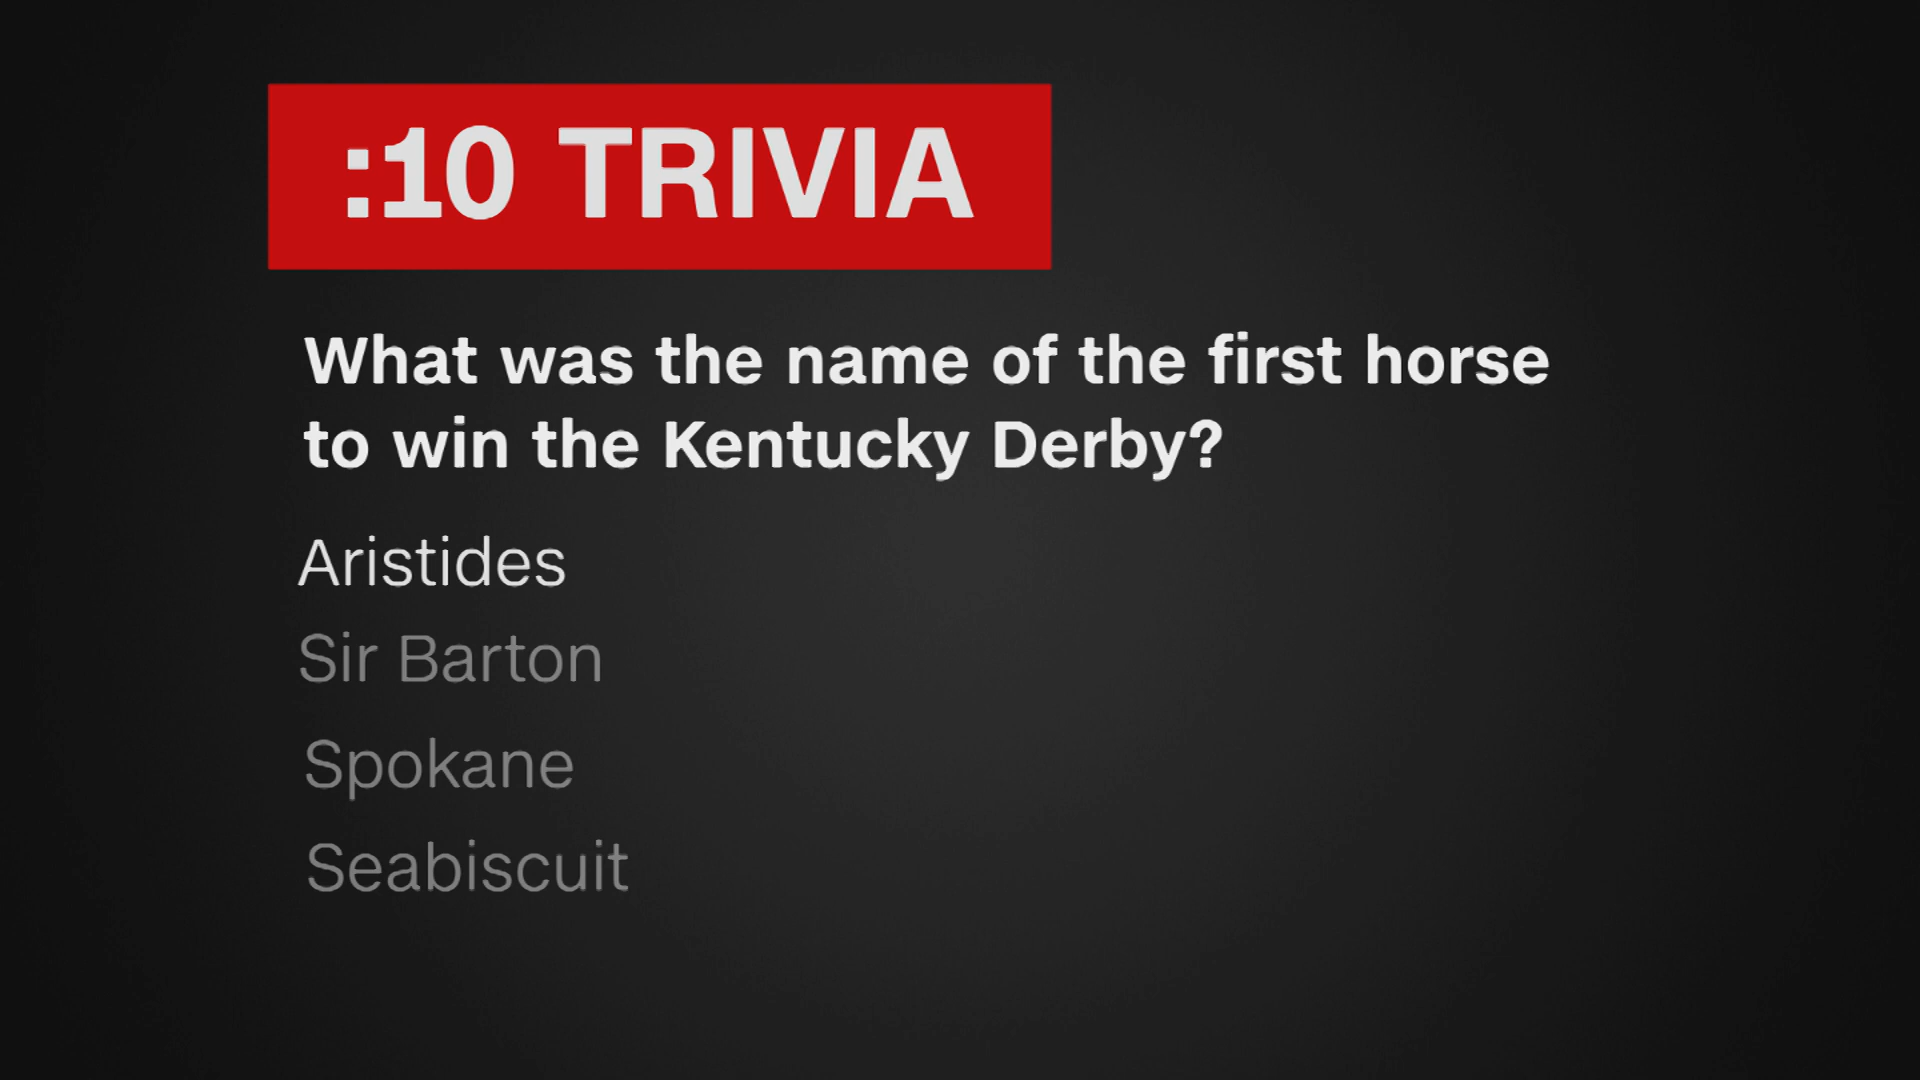 :10 TRIVIA
What was the name of the first horse
to win the Kentucky Derby?
Aristides
Sir Barton
Spokane
Seabiscuit